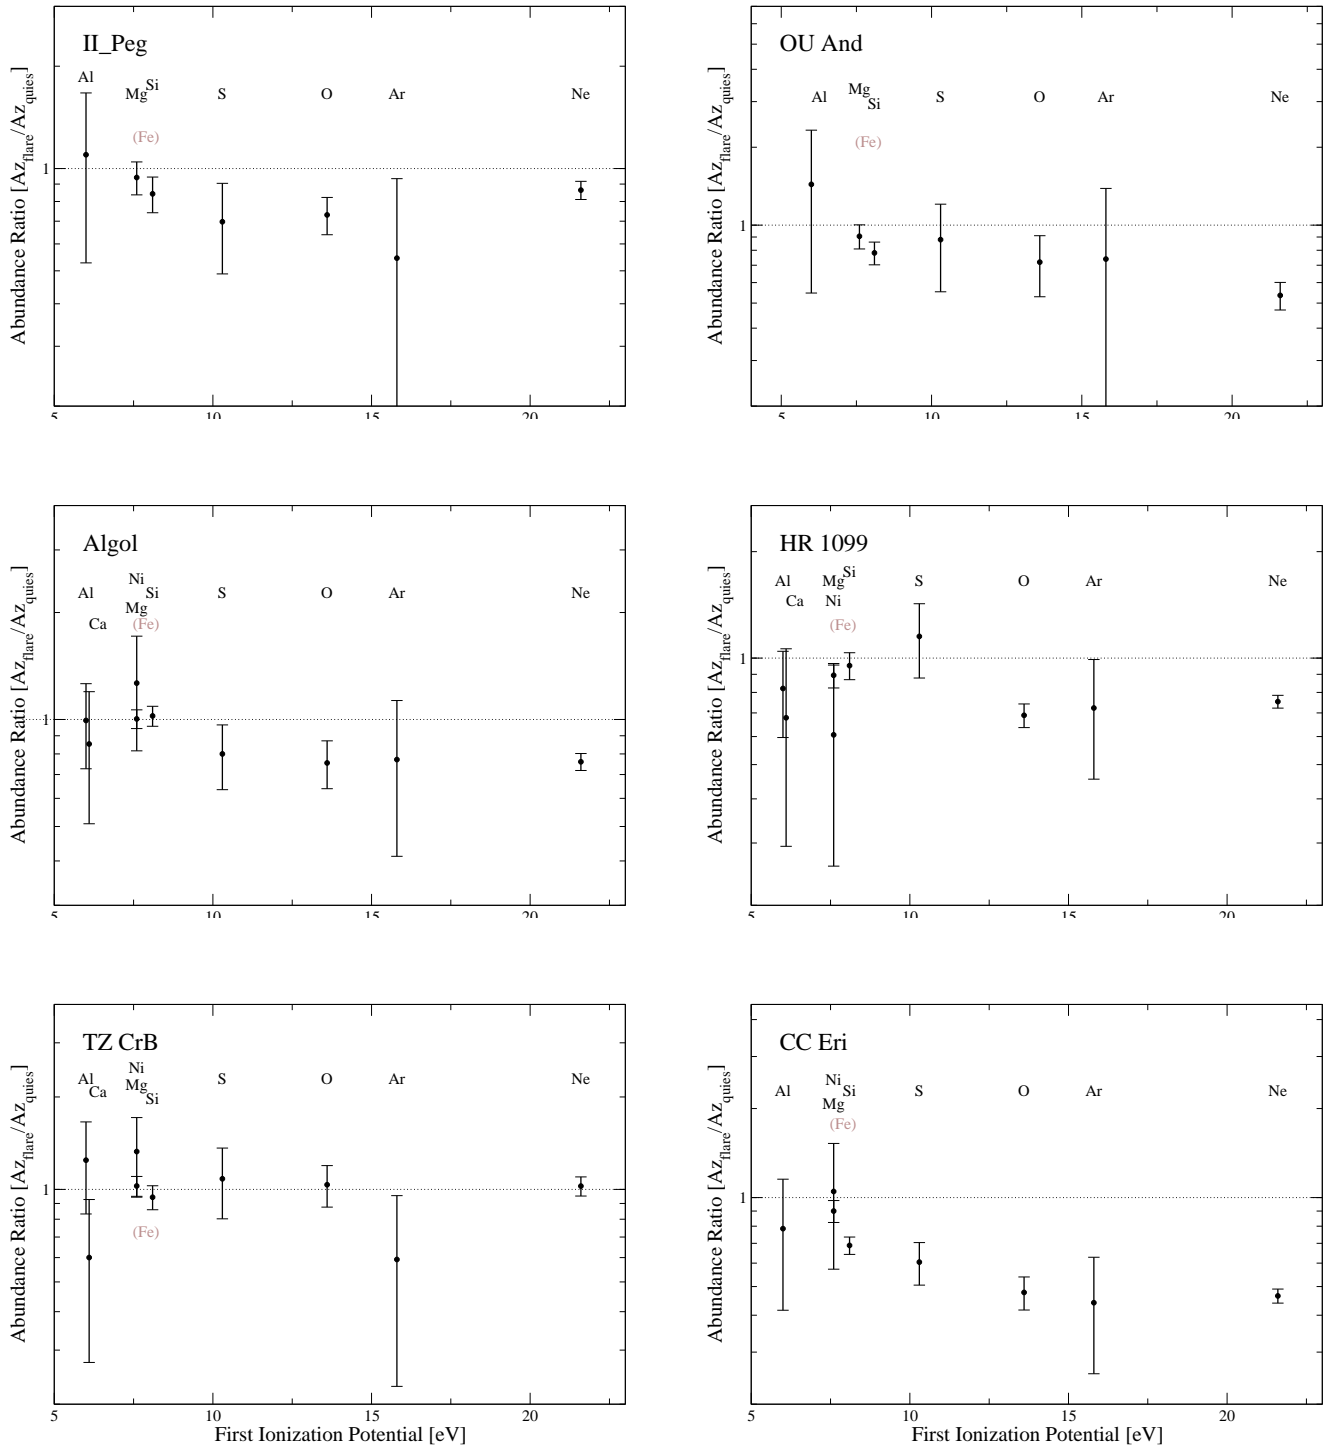 II_Peg
Al
Si
Mg
S
O
Ar
Ne
(Fe)
1
Abundance Ratio [Az_flare/Az_quies]
5
10
15
20
OU And
Mg
Al
Si
S
O
Ar
Ne
(Fe)
1
Abundance Ratio [Az_flare/Az_quies]
5
10
15
20
Algol
Ni
Al
Si
S
O
Ar
Ne
Mg
Ca
(Fe)
1
Abundance Ratio [Az_flare/Az_quies]
5
10
15
20
HR 1099
Si
Al
Mg
S
O
Ar
Ne
Ca
Ni
(Fe)
1
Abundance Ratio [Az_flare/Az_quies]
5
10
15
20
TZ CrB
Ni
Al
Mg
S
O
Ar
Ne
Ca
Si
1
(Fe)
Abundance Ratio [Az_flare/Az_quies]
5
10
15
20
First Ionization Potential [eV]
CC Eri
Ni
Al
Si
S
O
Ar
Ne
Mg
(Fe)
1
Abundance Ratio [Az_flare/Az_quies]
5
10
15
20
First Ionization Potential [eV]